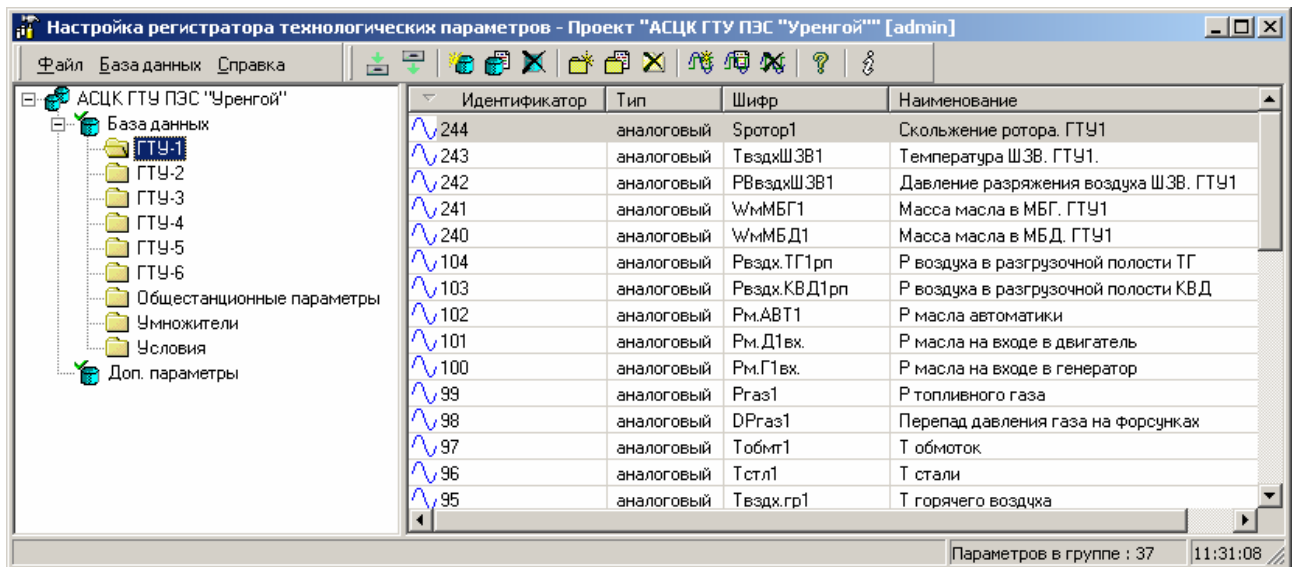 Настройка регистратора технологических параметров - Проект "АСЦК ГТУ ПЭС "Уренгой"" [admin]
Файл База данных Справка
АСЦК ГТУ ПЭС "Уренгой"
База данных
ГТУ-1
ГТУ-2
ГТУ-3
ГТУ-4
ГТУ-5
ГТУ-6
Общестанционные параметры
Умножители
Условия
Доп. параметры
Идентификатор Тип Шифр Наименование
244 аналоговый Sротор1 Скольжение ротора. ГТУ1
243 аналоговый ТвздхШЗВ1 Температура ШЗВ. ГТУ1.
242 аналоговый РВвздхШЗВ1 Давление разряжения воздуха ШЗВ. ГТУ1
241 аналоговый WмМБГ1 Масса масла в МБГ. ГТУ1
240 аналоговый WмМБД1 Масса масла в МБД. ГТУ1
104 аналоговый Рвздх.ТГ1рп Р воздуха в разгрузочной полости ТГ
103 аналоговый Рвздх.КВД1рп Р воздуха в разгрузочной полости КВД
102 аналоговый Рм.АВТ1 Р масла автоматики
101 аналоговый Рм.Д1вх. Р масла на входе в двигатель
100 аналоговый Рм.Г1вх. Р масла на входе в генератор
99 аналоговый Ргаз1 Р топливного газа
98 аналоговый DРгаз1 Перепад давления газа на форсунках
97 аналоговый Тобмт1 Т обмоток
96 аналоговый Тстл1 Т стали
95 аналоговый Твздх.гр1 Т горячего воздуха
Параметров в группе : 37 11:31:08